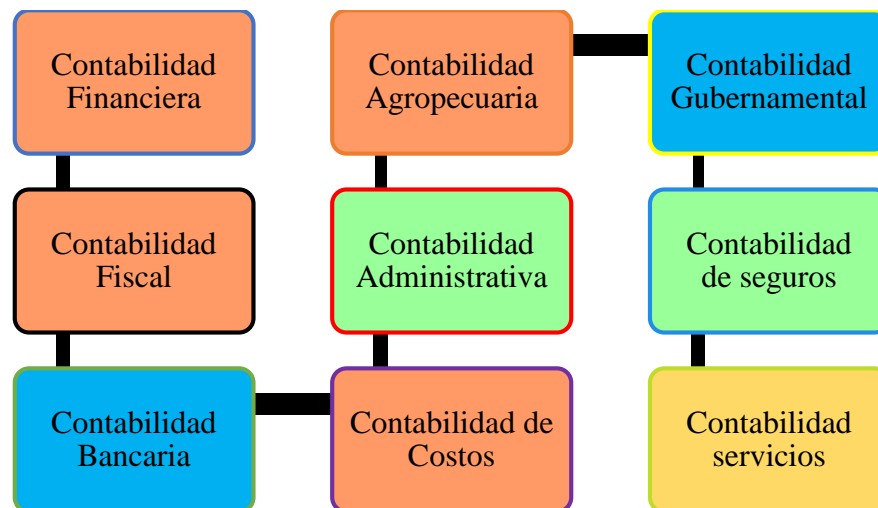 Contabilidad
Financiera
Contabilidad
Agropecuaria
Contabilidad
Gubernamental
Contabilidad
Fiscal
Contabilidad
Administrativa
Contabilidad
de seguros
Contabilidad
Bancaria
Contabilidad de
Costos
Contabilidad
servicios